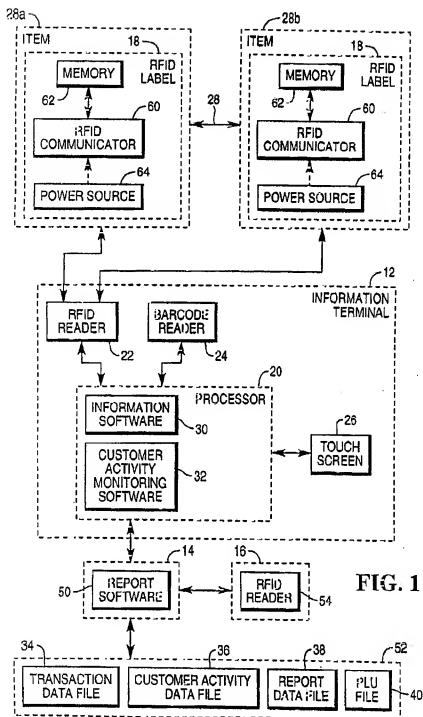 28a
28b
ITEM
18
RFID
LABEL
MEMORY
62
60
RFID
COMMUNICATOR
64
POWER SOURCE
28
ITEM
18
RFID
LABEL
MEMORY
62
60
RFID
COMMUNICATOR
64
POWER SOURCE
12
INFORMATION
TERMINAL
RFID
READER
22
BARCODE
READER
24
20
PROCESSOR
INFORMATION
SOFTWARE
30
CUSTOMER
ACTIVITY
MONITORING
SOFTWARE
32
26
TOUCH
SCREEN
14
50
REPORT
SOFTWARE
16
RFID
READER
54
FIG. 1
34
TRANSACTION
DATA FILE
36
CUSTOMER ACTIVITY
DATA FILE
38
REPORT
DATA FILE
52
PLU
FILE
40